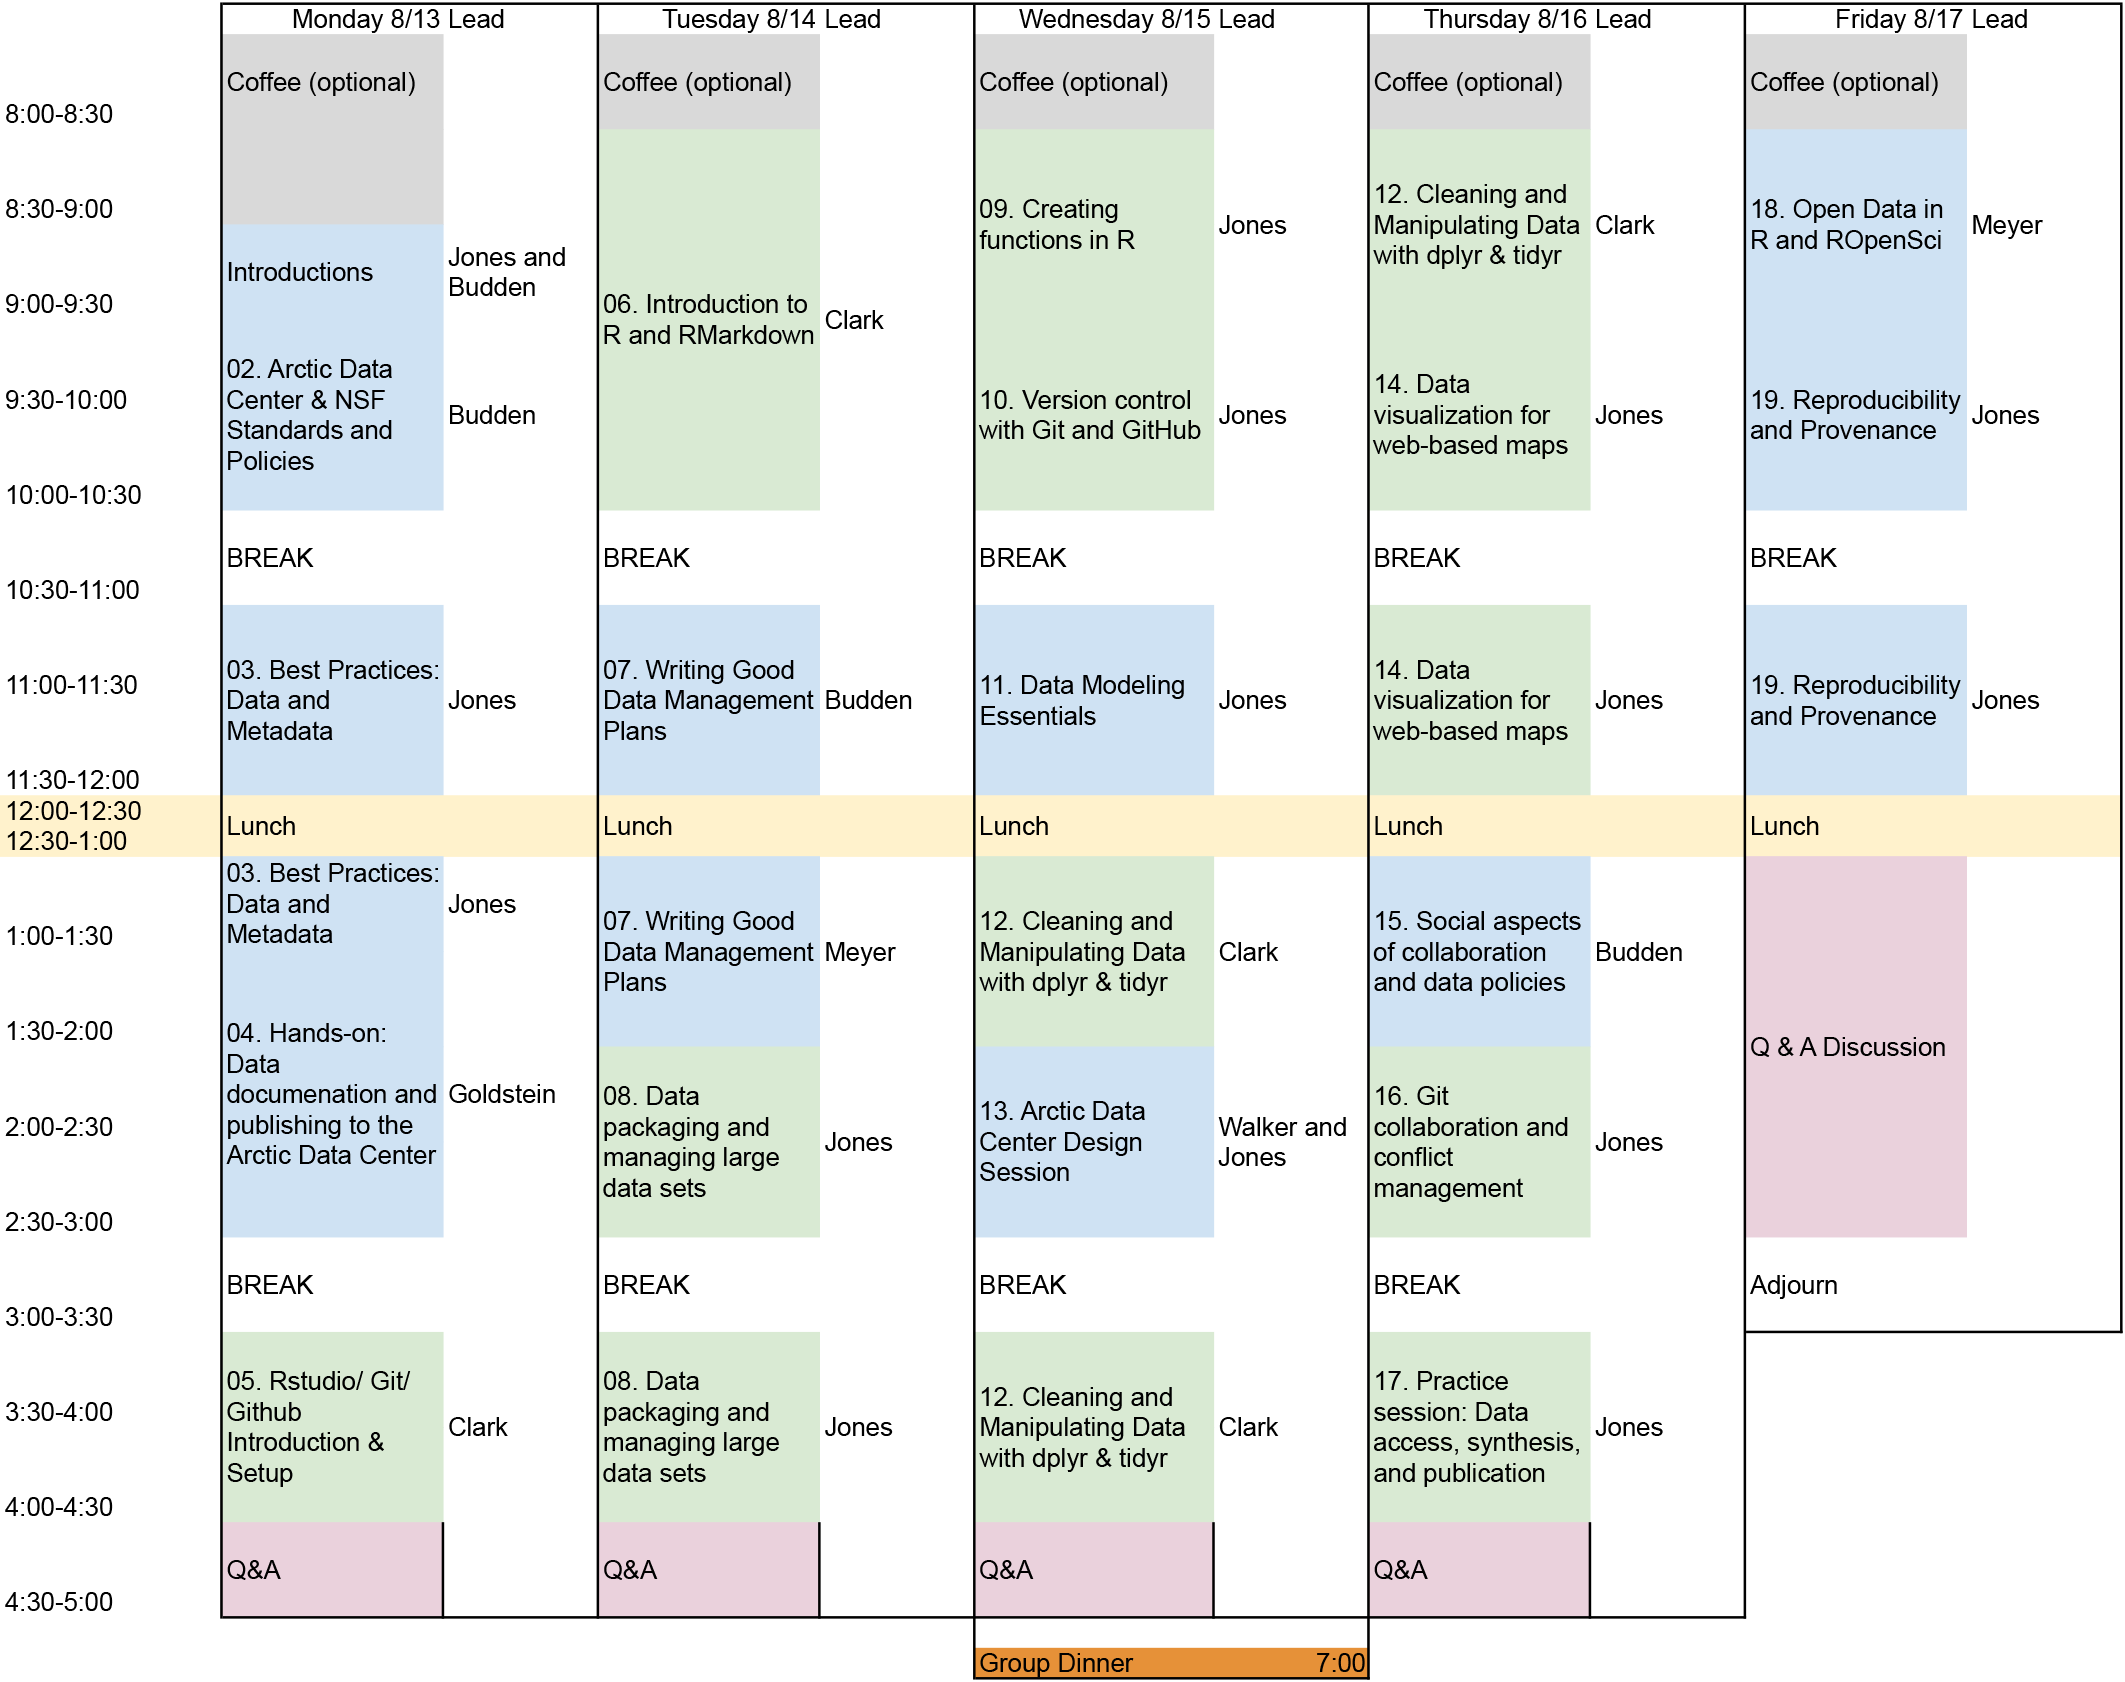 Monday 8/13 Lead Tuesday 8/14 Lead Wednesday 8/15 Lead Thursday 8/16 Lead Friday 8/17 Lead
Coffee (optional) Coffee (optional) Coffee (optional) Coffee (optional) Coffee (optional)
8:00-8:30
8:30-9:00
9:00-9:30
9:30-10:00
10:00-10:30
Introductions
Jones and
Budden
02. Arctic Data
Center & NSF
Standards and
Policies
Budden
06. Introduction to
R and RMarkdown
Clark
09. Creating
functions in R
Jones
10. Version control
with Git and GitHub
Jones
12. Cleaning and
Manipulating Data
with dplyr & tidyr
Clark
14. Data
visualization for
web-based maps
Jones
18. Open Data in
R and ROpenSci
Meyer
19. Reproducibility
and Provenance
Jones
BREAK BREAK BREAK BREAK BREAK
10:30-11:00
11:00-11:30
11:30-12:00
03. Best Practices:
Data and
Metadata
Jones
07. Writing Good
Data Management
Plans
Budden
11. Data Modeling
Essentials
Jones
14. Data
visualization for
web-based maps
Jones
19. Reproducibility
and Provenance
Jones
12:00-12:30
12:30-1:00
Lunch Lunch Lunch Lunch Lunch
1:00-1:30
1:30-2:00
2:00-2:30
2:30-3:00
03. Best Practices:
Data and
Metadata
Jones
04. Hands-on:
Data
documenation and
publishing to the
Arctic Data Center
Goldstein
07. Writing Good
Data Management
Plans
Meyer
08. Data
packaging and
managing large
data sets
Jones
12. Cleaning and
Manipulating Data
with dplyr & tidyr
Clark
13. Arctic Data
Center Design
Session
Walker and
Jones
15. Social aspects
of collaboration
and data policies
Budden
16. Git
collaboration and
conflict
management
Jones
Q & A Discussion
BREAK BREAK BREAK BREAK Adjourn
3:00-3:30
3:30-4:00
4:00-4:30
05. Rstudio/ Git/
Github
Introduction &
Setup
Clark
08. Data
packaging and
managing large
data sets
Jones
12. Cleaning and
Manipulating Data
with dplyr & tidyr
Clark
17. Practice
session: Data
access, synthesis,
and publication
Jones
Q&A Q&A Q&A Q&A
4:30-5:00
Group Dinner 7:00